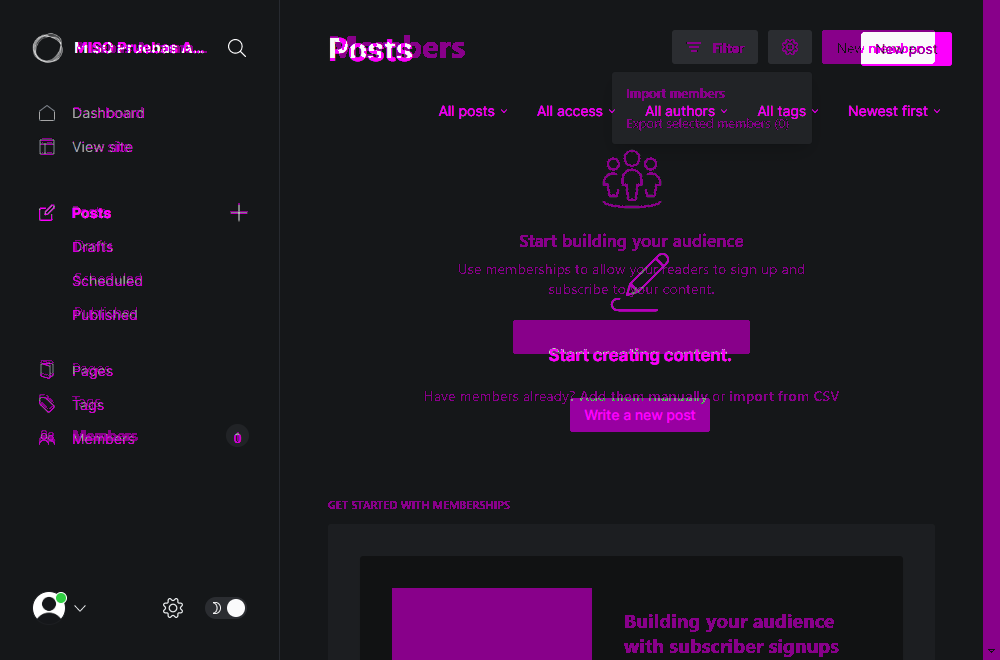 MISO Pruebas A...
Dashboard
View site
Posts
Drafts
Scheduled
Published
Pages
Tags
Members
0
Posts
Members
Filter
New member
New post
Import members
Export selected members (0)
All posts
All access
All authors
All tags
Newest first
Start building your audience
Use memberships to allow your readers to sign up and
subscribe to your content.
Start creating content.
Have members already? Add them manually or import from CSV
Write a new post
GET STARTED WITH MEMBERSHIPS
Building your audience
with subscriber signups